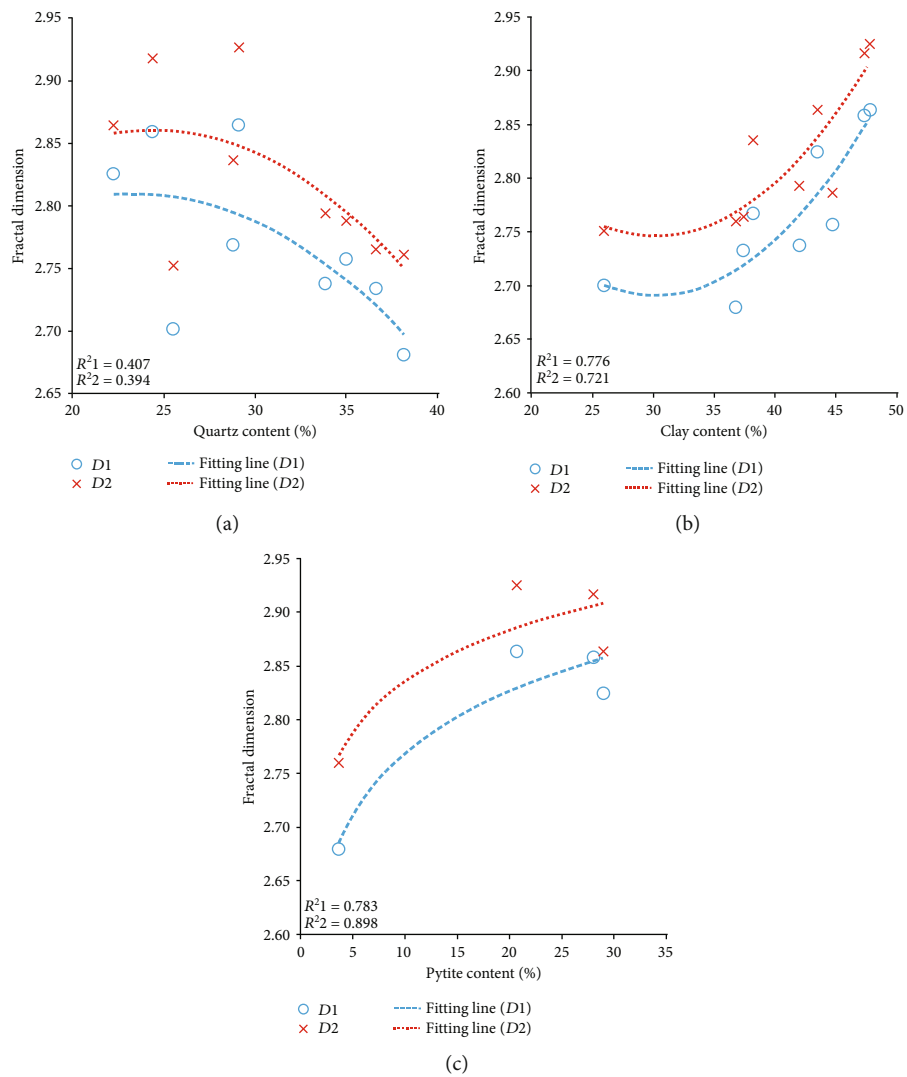 2.95
2.90
2.85
2.80
2.75
2.70
2.65
Fractal dimension
R²1 = 0.407
R²2 = 0.394
20 25 30 35 40
Quartz content (%)
D1 Fitting line (D1)
D2 Fitting line (D2)
(a)
2.95
2.90
2.85
2.80
2.75
2.70
2.65
2.60
Fractal dimension
R²1 = 0.776
R²2 = 0.721
20 25 30 35 40 45 50
Clay content (%)
D1 Fitting line (D1)
D2 Fitting line (D2)
(b)
2.95
2.90
2.85
2.80
2.75
2.70
2.65
2.60
Fractal dimension
R²1 = 0.783
R²2 = 0.898
0 5 10 15 20 25 30 35
Pytite content (%)
D1 Fitting line (D1)
D2 Fitting line (D2)
(c)